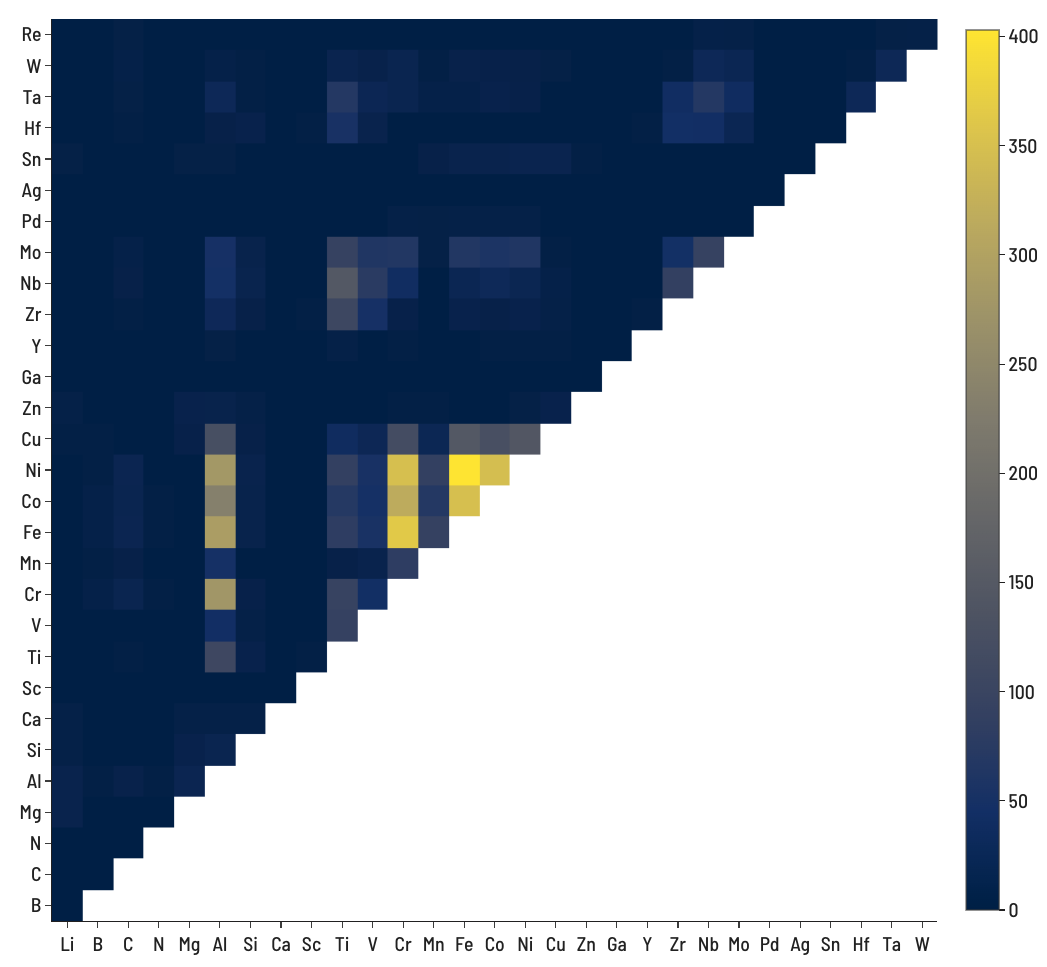 Re
W
Ta
Hf
Sn
Ag
Pd
Mo
Nb
Zr
Y
Ga
Zn
Cu
Ni
Co
Fe
Mn
Cr
V
Ti
Sc
Ca
Si
Al
Mg
N
C
B
Li B C N Mg Al Si Ca Sc Ti V Cr Mn Fe Co Ni Cu Zn Ga Y Zr Nb Mo Pd Ag Sn Hf Ta W
400
350
300
250
200
150
100
50
0